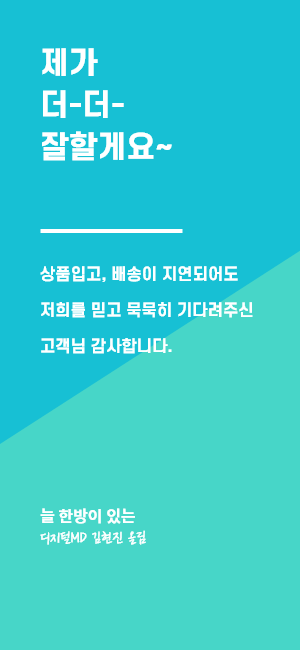 제가
더-더-
잘할게요~
상품입고, 배송이 지연되어도
저희를 믿고 묵묵히 기다려주신
고객님 감사합니다.
늘 한방이 있는
디지털MD 김현진 올림